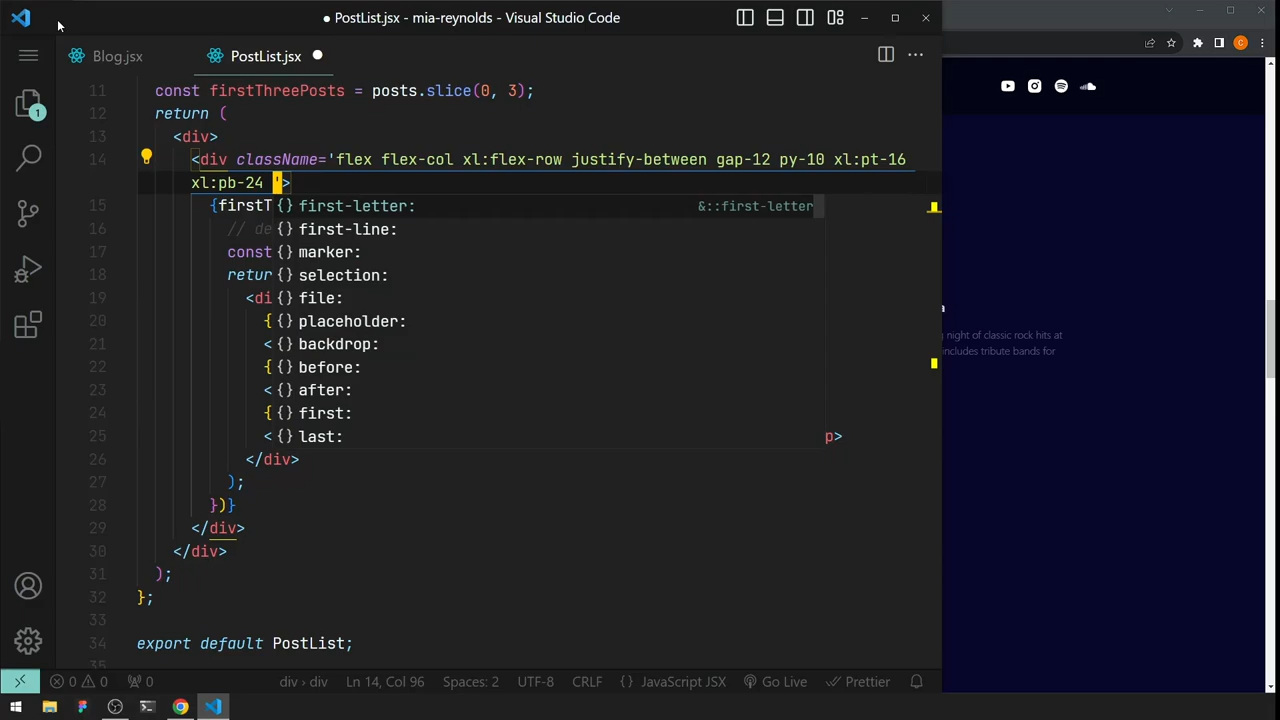 ● PostList.jsx - mia-reynolds - Visual Studio Code
Blog.jsx
PostList.jsx
11 const firstThreePosts = posts.slice(0, 3);
12 return (
13 <div>
14 <div className='flex flex-col xl:flex-row justify-between gap-12 py-10 xl:pt-16
xl:pb-24 '>
15 {firstT
{} first-letter: &::first-letter
16 // de
{} first-line:
17 const
{} marker:
18 retur
{} selection:
19 <di
{} file:
20 {
{} placeholder:
21 <
{} backdrop:
22 {
{} before:
23 <
{} after:
24 {
{} first:
25 <
{} last:
p>
26 </div>
27 );
28 })}
29 </div>
30 </div>
31 );
32 };
33
34 export default PostList;
35
1
C
a
night of classic rock hits at
includes tribute bands for
0 0 0
div › div
Ln 14, Col 96
Spaces: 2
UTF-8
CRLF
{} JavaScript JSX
Go Live
Prettier